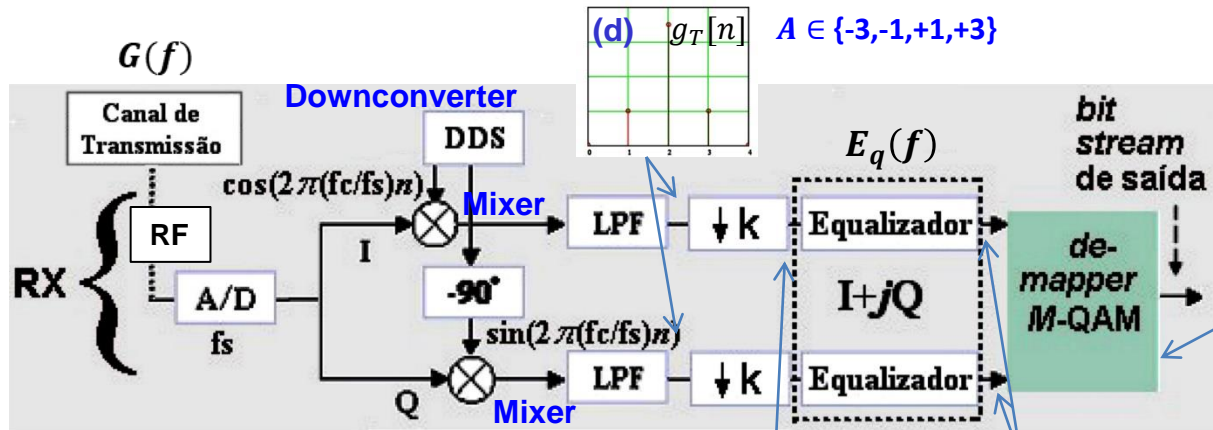 (d) g_T[n]
A ∈ {-3,-1,+1,+3}
0 1 2 3 4
G(f)
Downconverter
Canal de
Transmissão
DDS
E_q(f)
bit
stream
de saída
cos(2π(fc/fs)n)
Mixer
RF
I
LPF
↓k
Equalizador
RX {
A/D
fs
-90°
I+jQ
de-
mapper
M-QAM
sin(2π(fc/fs)n)
Q
Mixer
LPF
↓k
Equalizador